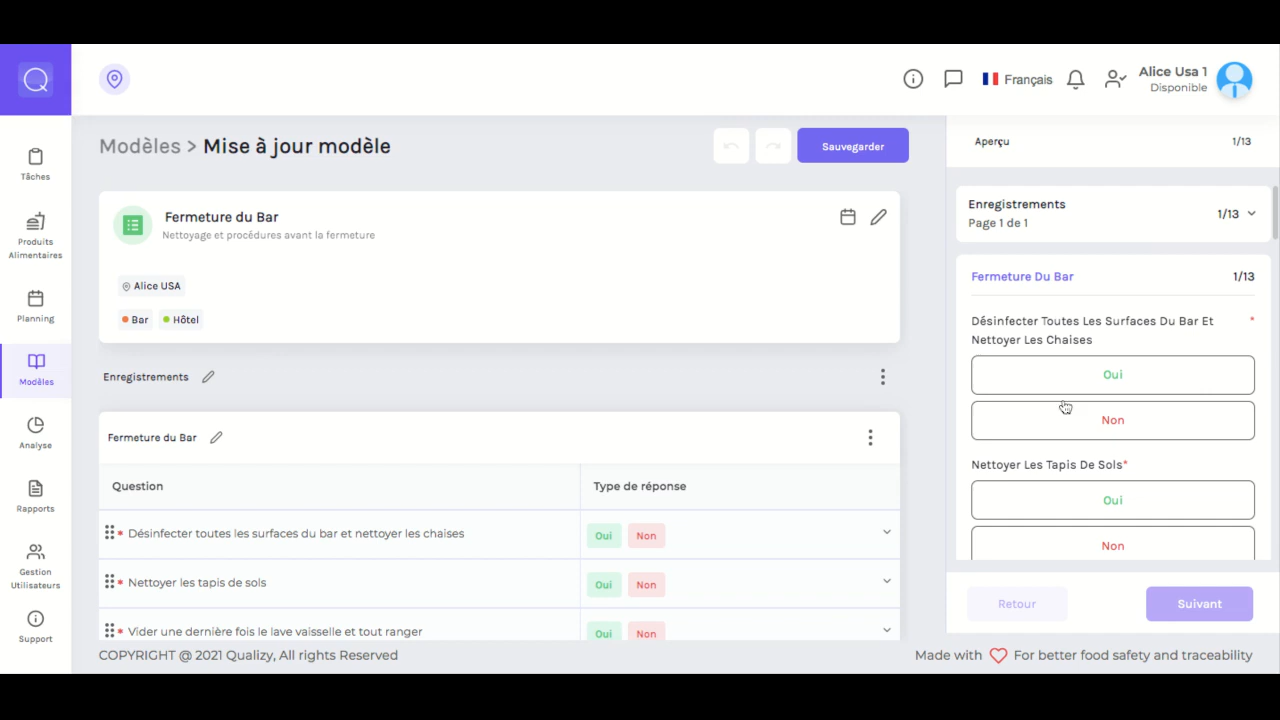 Français
Alice Usa 1
Disponible
Tâches
Produits
Alimentaires
Planning
Modèles
Analyse
Rapports
Gestion
Utilisateurs
Support
Modèles > Mise à jour modèle
Sauvegarder
Fermeture du Bar
Nettoyage et procédures avant la fermeture
Alice USA
Bar
Hôtel
Enregistrements
Fermeture du Bar
Question
Type de réponse
* Désinfecter toutes les surfaces du bar et nettoyer les chaises
Oui
Non
* Nettoyer les tapis de sols
Oui
Non
* Vider une dernière fois le lave vaisselle et tout ranger
Oui
Non
Aperçu
1/13
Enregistrements
Page 1 de 1
1/13
Fermeture Du Bar
1/13
Désinfecter Toutes Les Surfaces Du Bar Et *
Nettoyer Les Chaises
Oui
Non
Nettoyer Les Tapis De Sols*
Oui
Non
Retour
Suivant
COPYRIGHT @ 2021 Qualizy, All rights Reserved
Made with For better food safety and traceability